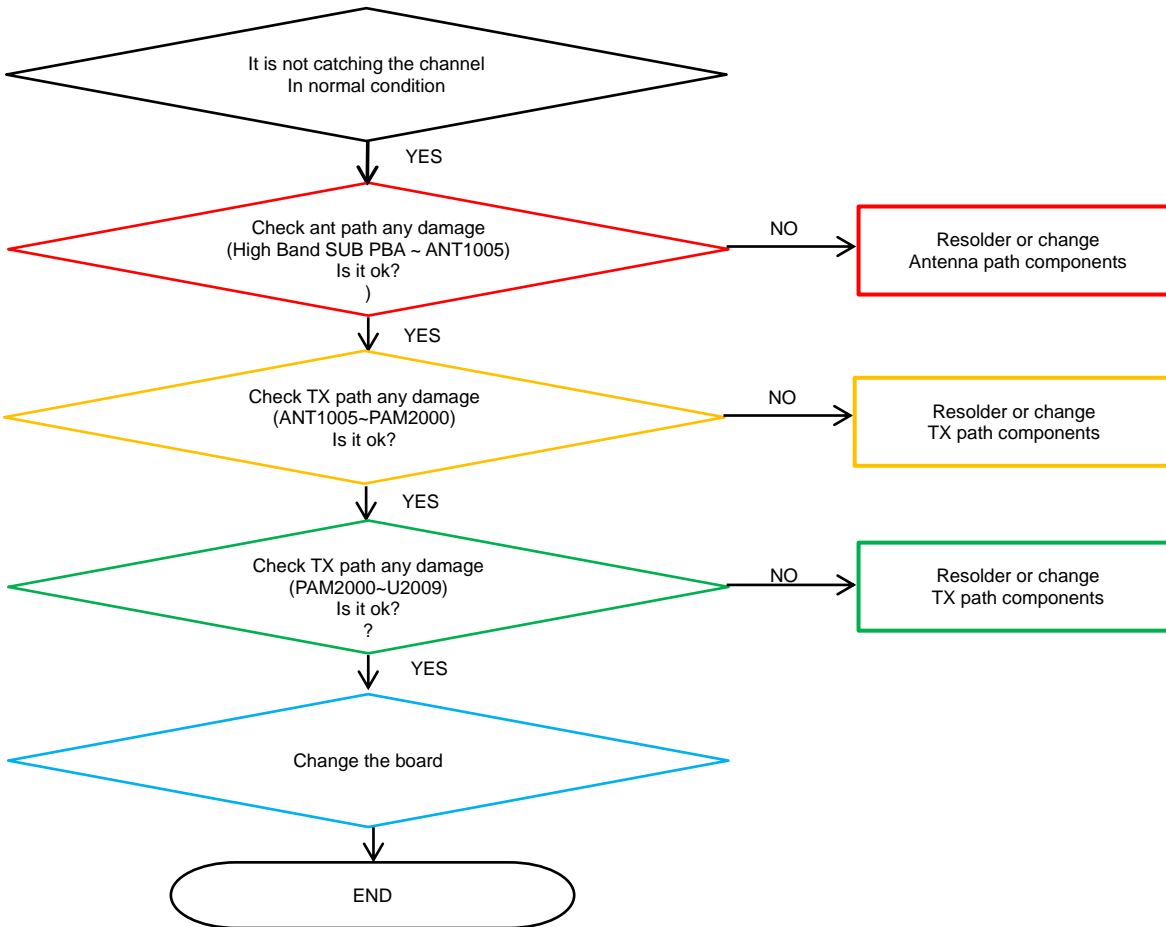 It is not catching the channel
In normal condition
YES
Check ant path any damage
(High Band SUB PBA ~ ANT1005)
Is it ok?
)
NO
Resolder or change
Antenna path components
YES
Check TX path any damage
(ANT1005~PAM2000)
Is it ok?
NO
Resolder or change
TX path components
YES
Check TX path any damage
(PAM2000~U2009)
Is it ok?
?
NO
Resolder or change
TX path components
YES
Change the board
END